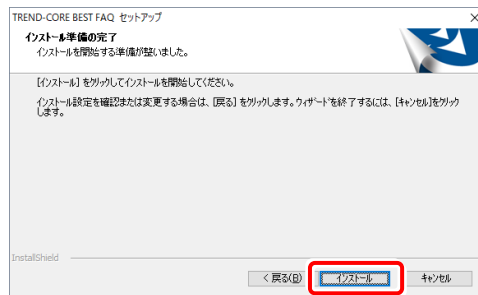 TREND-CORE BEST FAQ セットアップ
インストール準備の完了
インストールを開始する準備が整いました。
[インストール] をクリックしてインストールを開始してください。
インストール設定を確認または変更する場合は、[戻る] をクリックします。ウィザードを終了するには、[キャンセル]をクリック
します。
InstallShield
< 戻る(B)
インストール
キャンセル